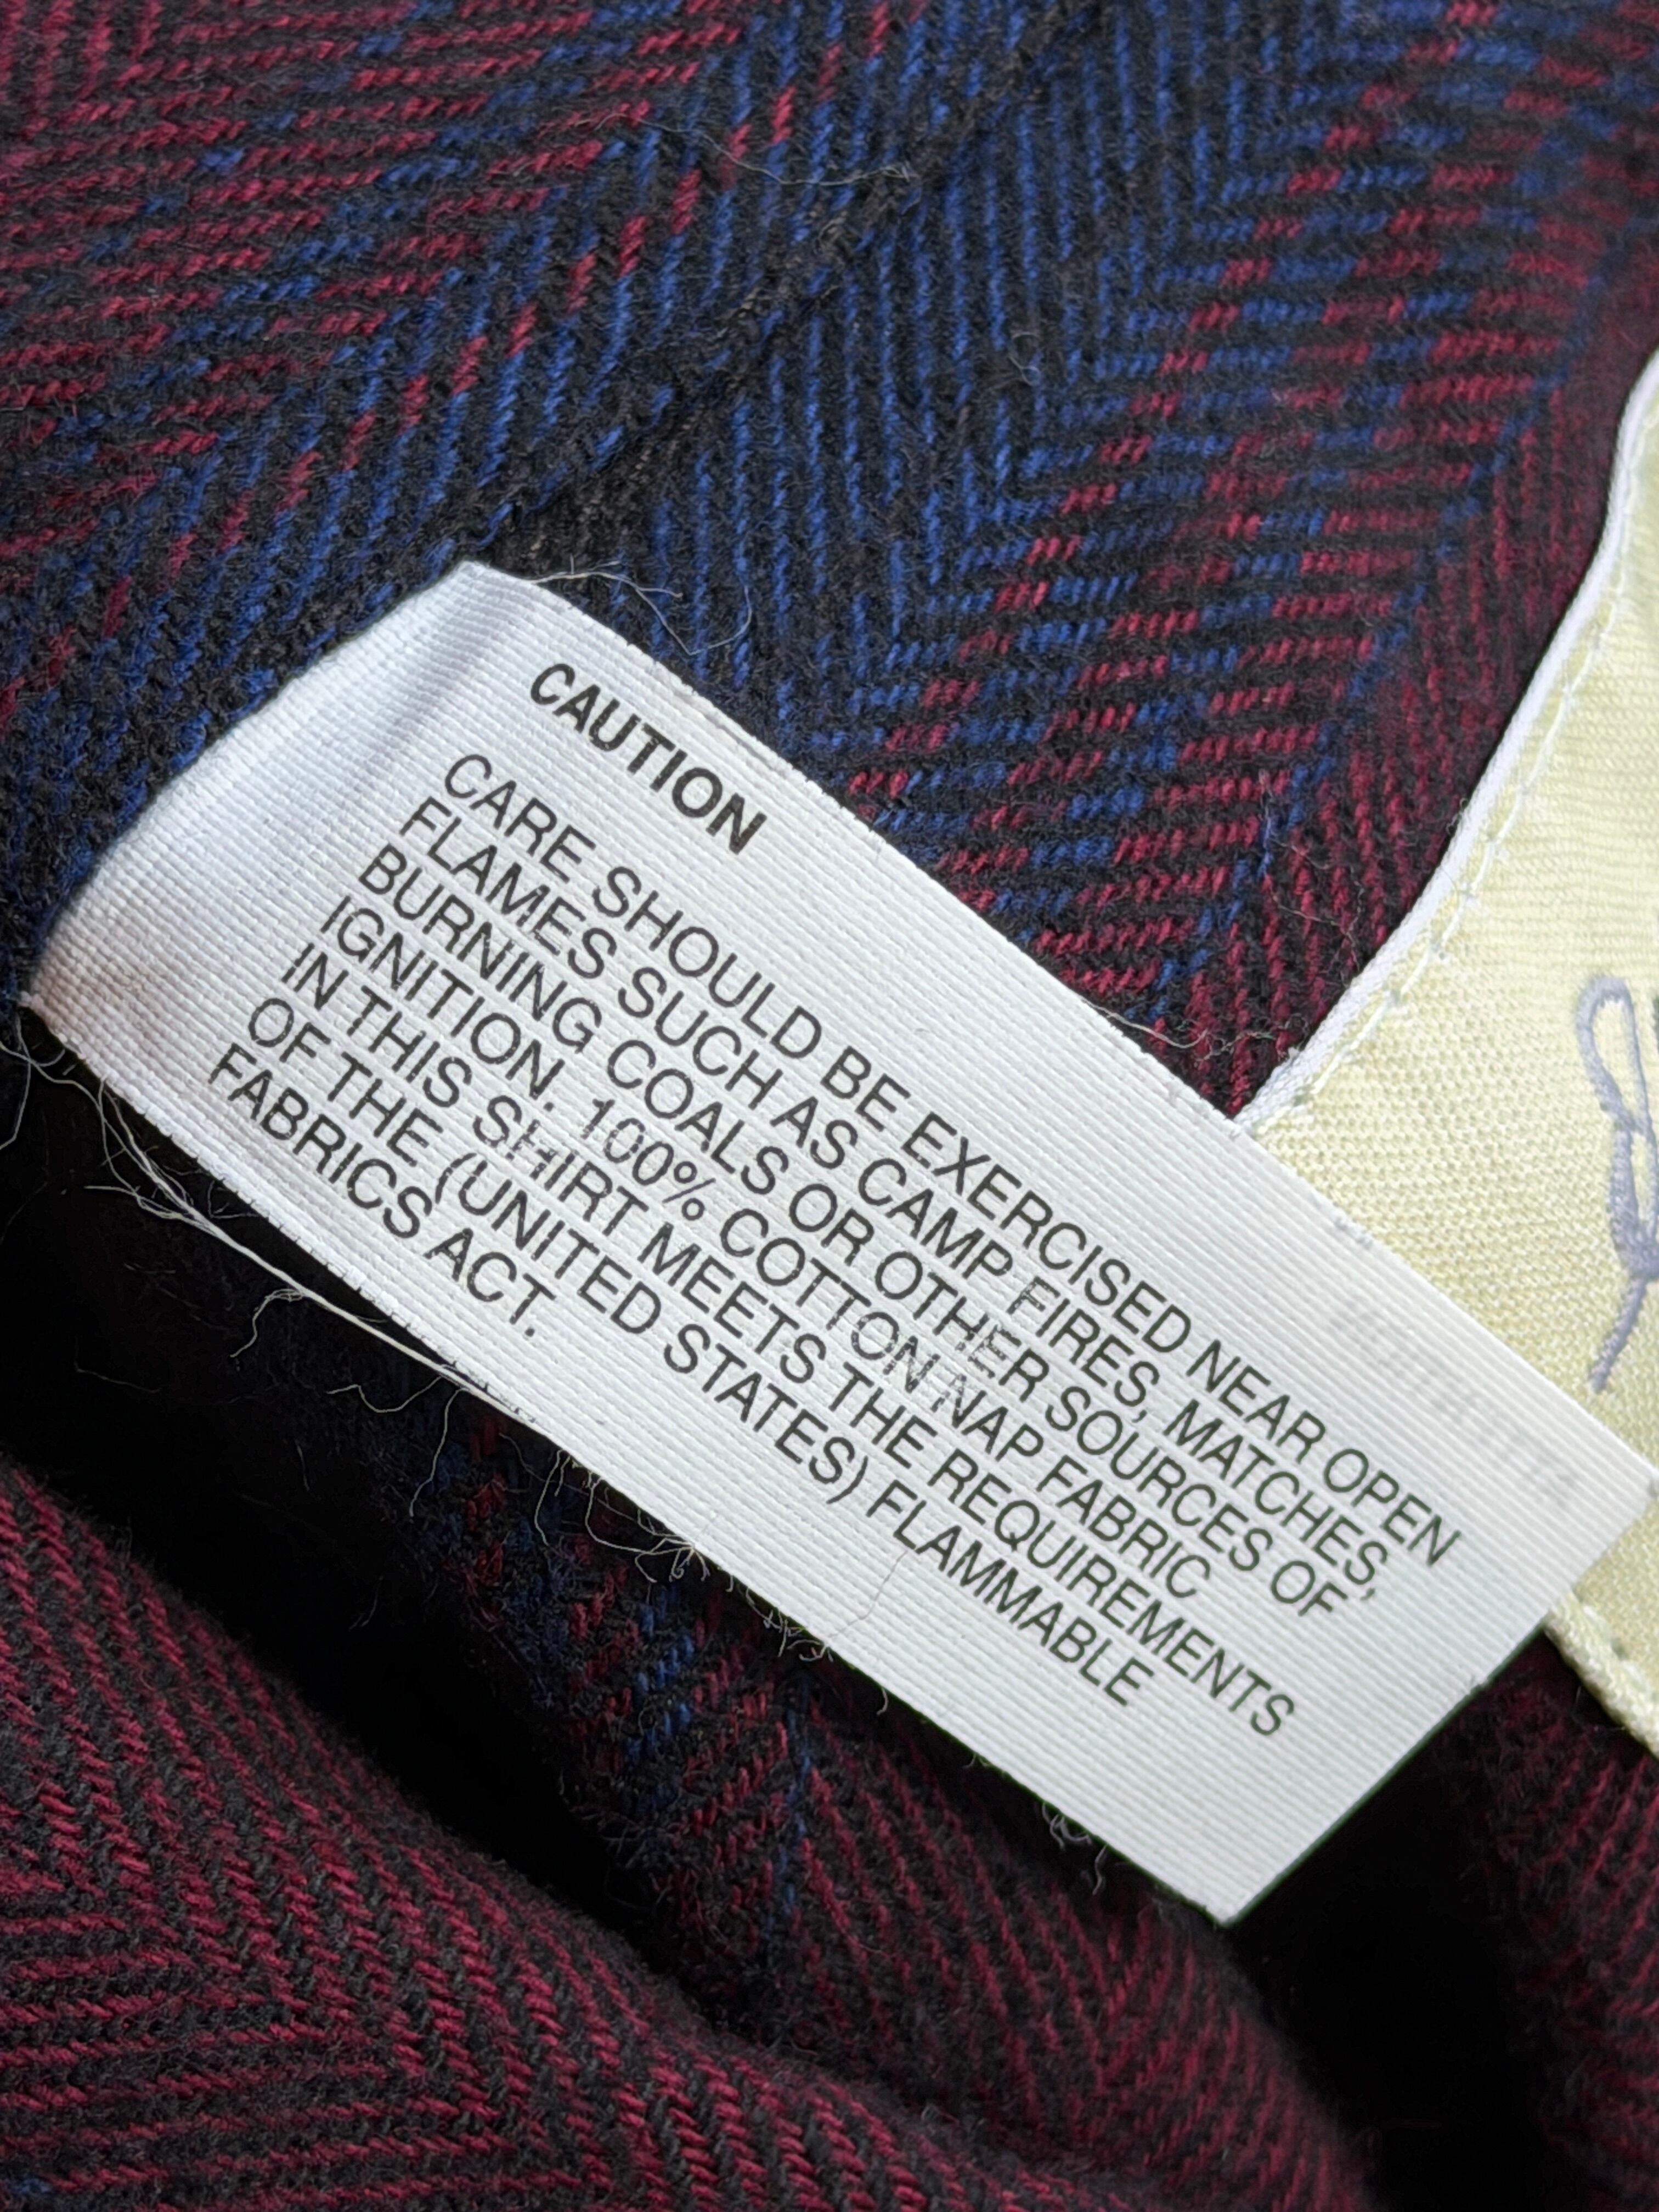 CAUTION
CARE SHOULD BE EXERCISED NEAR OPEN
FLAMES SUCH AS CAMP FIRES, MATCHES,
BURNING COALS OR OTHER SOURCES OF
IGNITION. 100% COTTON NAP FABRIC
IN THIS SHIRT MEETS THE REQUIREMENTS
OF THE (UNITED STATES) FLAMMABLE
FABRICS ACT.